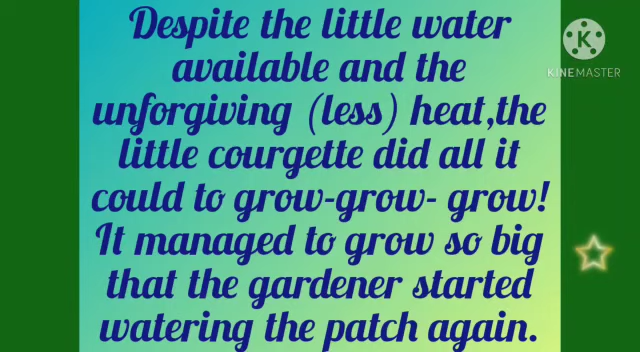 Despite the little water
available and the
unforgiving (less) heat,the
little courgette did all it
could to grow-grow- grow!
It managed to grow so big
that the gardener started
watering the patch again.
K
KINEMASTER